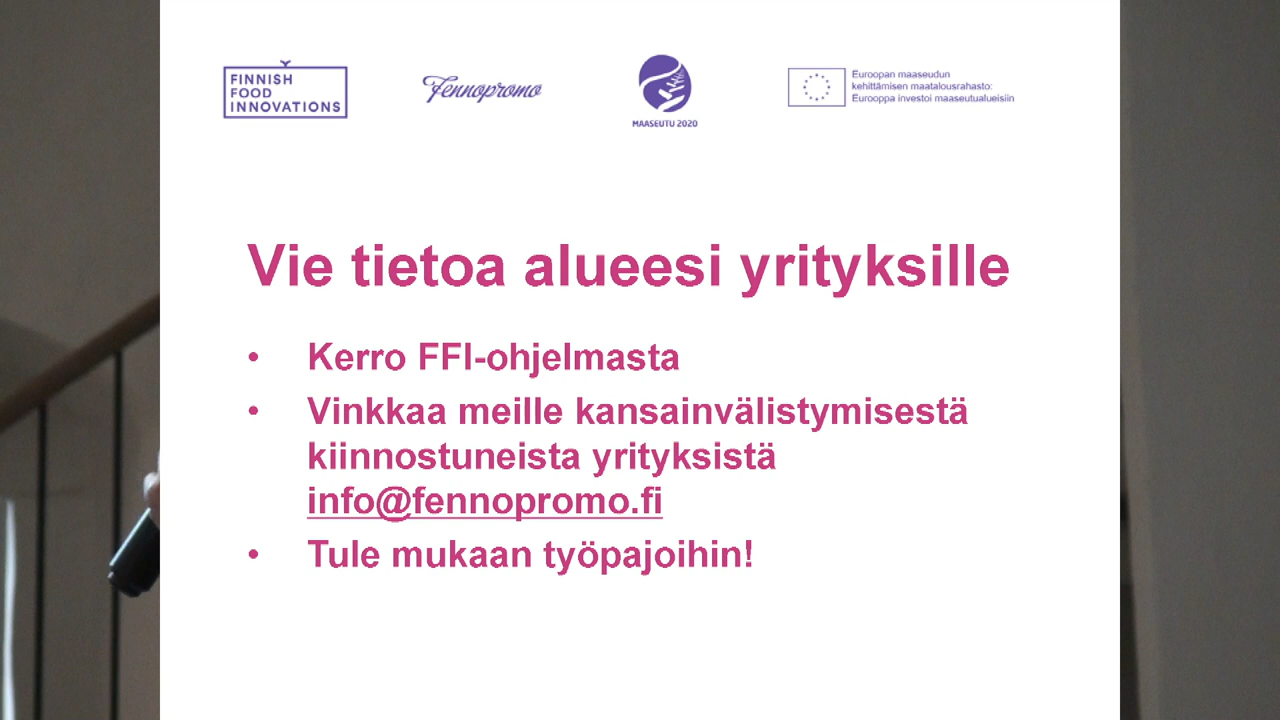 FINNISH
FOOD
INNOVATIONS
Fennopromo
MAASEUTU 2020
Euroopan maaseudun
kehittämisen maatalousrahasto:
Eurooppa investoi maaseutualueisiin
Vie tietoa alueesi yrityksille
• Kerro FFI-ohjelmasta
• Vinkkaa meille kansainvälistymisestä
kiinnostuneista yrityksistä
info@fennopromo.fi
• Tule mukaan työpajoihin!